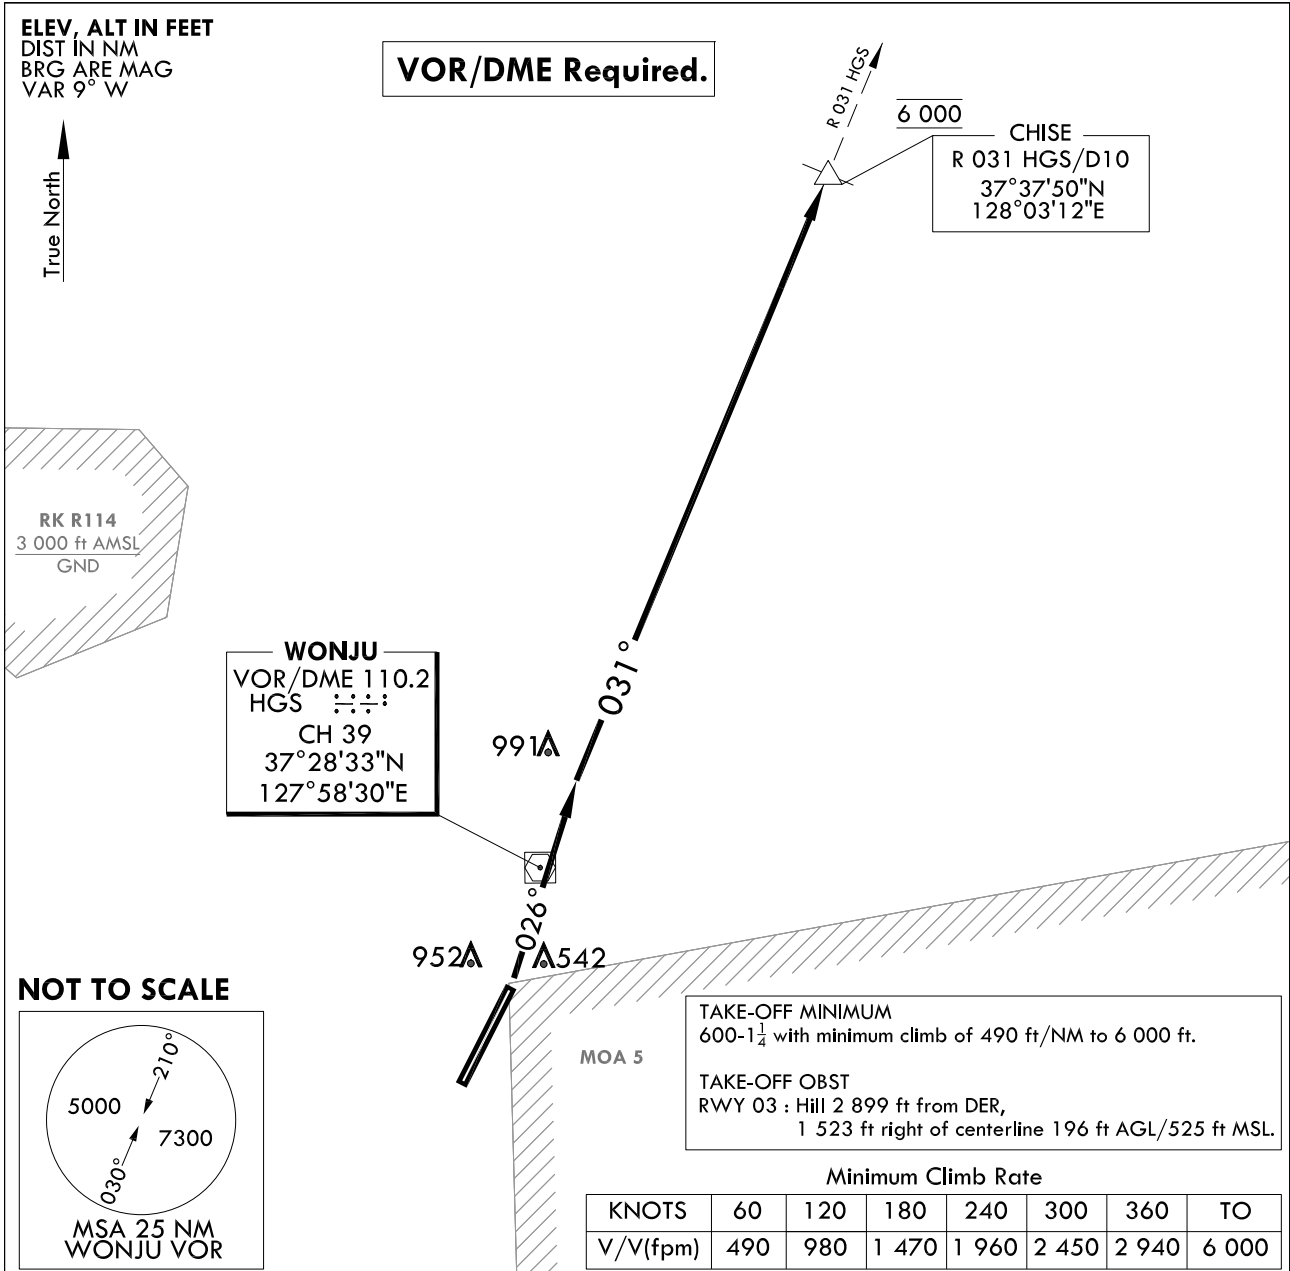 ELEV, ALT IN FEET
DIST IN NM
BRG ARE MAG
VAR 9° W
True North
VOR/DME Required.
R 031 HGS
6 000
CHISE
R 031 HGS/D10
37°37'50"N
128°03'12"E
RK R114
3 000 ft AMSL
GND
WONJU
VOR/DME 110.2
HGS
CH 39
37°28'33"N
127°58'30"E
031°
991
026°
952
542
NOT TO SCALE
210°
5000
7300
030°
MSA 25 NM
WONJU VOR
MOA 5
TAKE-OFF MINIMUM
600-1¼ with minimum climb of 490 ft/NM to 6 000 ft.
TAKE-OFF OBST
RWY 03 : Hill 2 899 ft from DER,
1 523 ft right of centerline 196 ft AGL/525 ft MSL.
Minimum Climb Rate
KNOTS 60 120 180 240 300 360 TO
V/V(fpm) 490 980 1 470 1 960 2 450 2 940 6 000